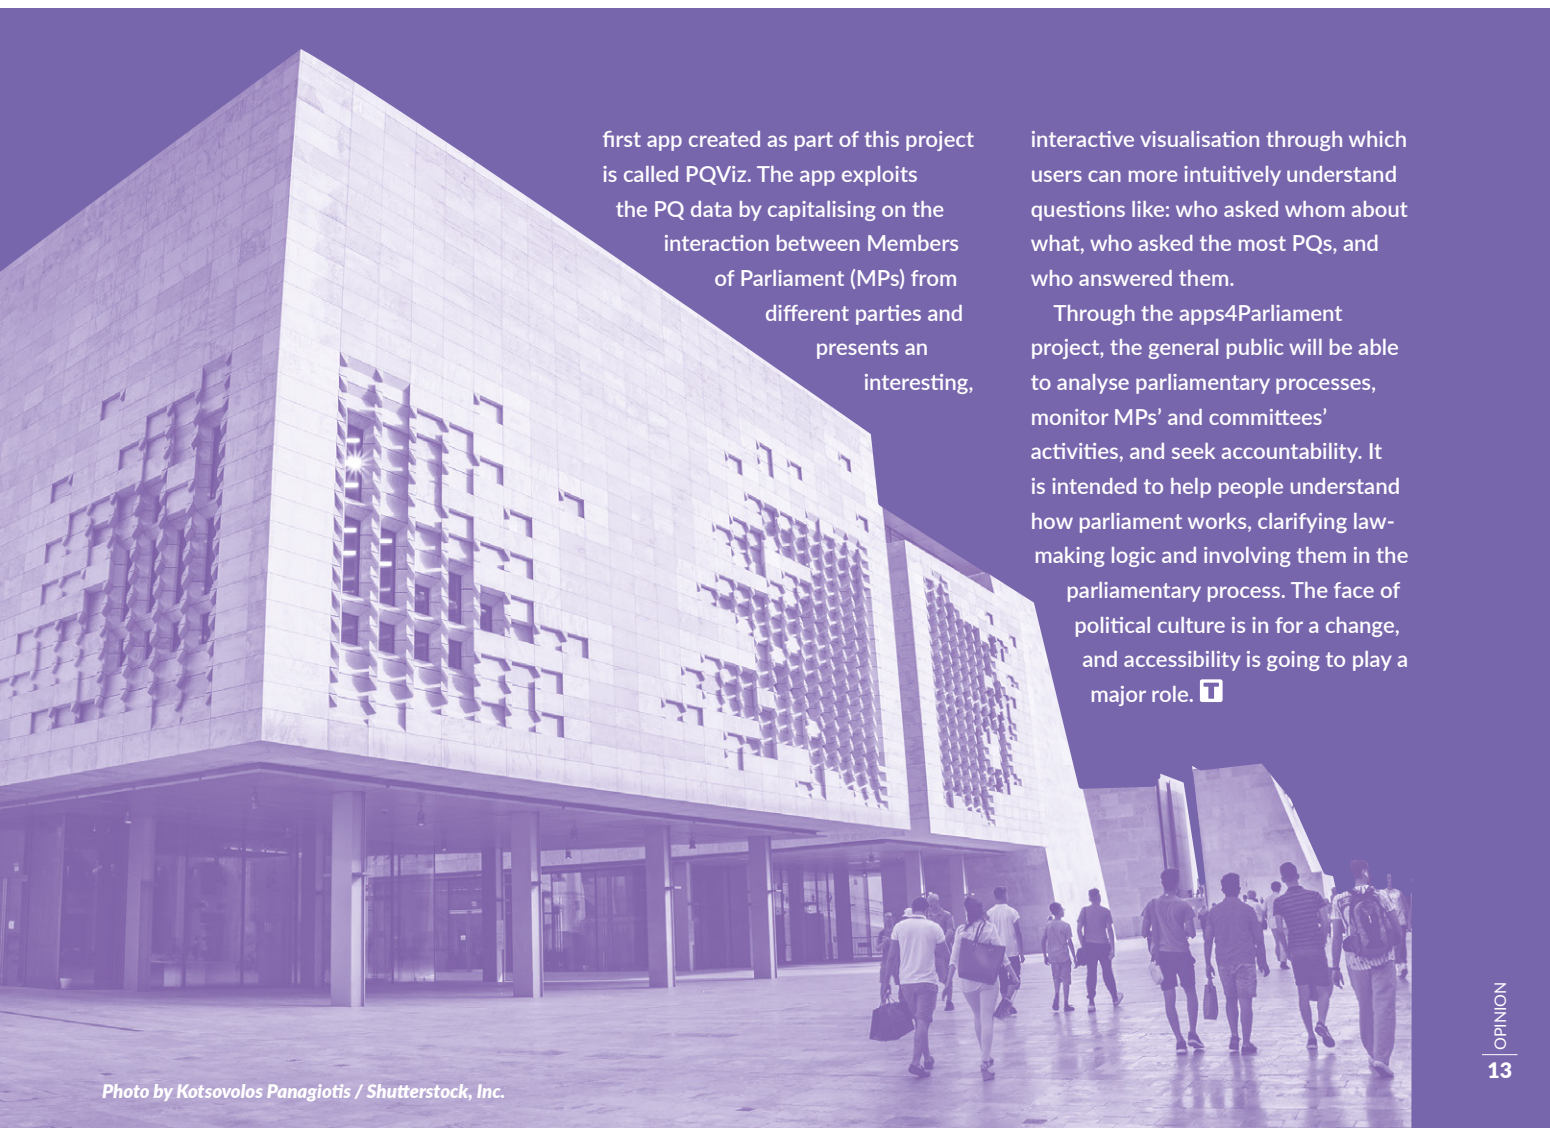 first app created as part of this project
is called PQViz. The app exploits
the PQ data by capitalising on the
interaction between Members
of Parliament (MPs) from
different parties and
presents an
interesting,
interactive visualisation through which
users can more intuitively understand
questions like: who asked whom about
what, who asked the most PQs, and
who answered them.
Through the apps4Parliament
project, the general public will be able
to analyse parliamentary processes,
monitor MPs’ and committees’
activities, and seek accountability. It
is intended to help people understand
how parliament works, clarifying law-
making logic and involving them in the
parliamentary process. The face of
political culture is in for a change,
and accessibility is going to play a
major role. T
Photo by Kotsovolos Panagiotis / Shutterstock, Inc.
OPINION
13